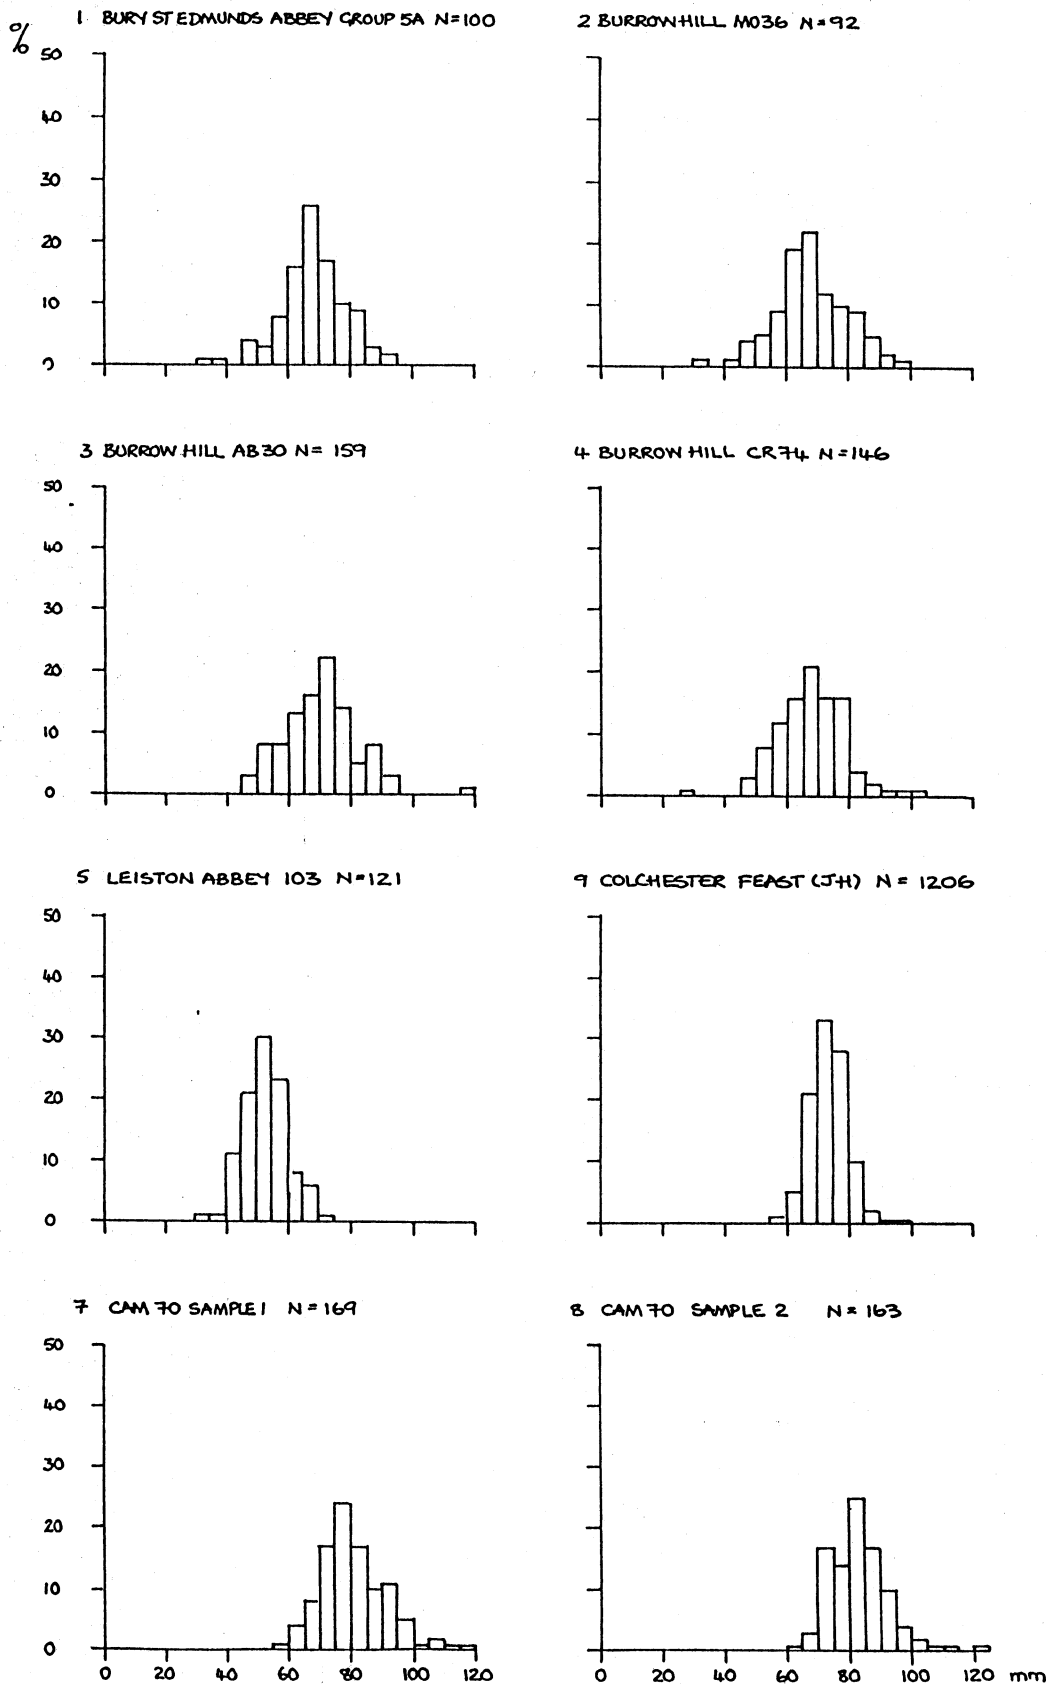 1 BURY ST EDMUNDS ABBEY GROUP 5A N=100
2 BURROWHILL MO36 N=92
%
50
40
30
20
10
0
3 BURROW HILL AB30 N= 159
4 BURROW HILL CR74 N=146
50
40
30
20
10
0
5 LEISTON ABBEY 103 N=121
9 COLCHESTER FEAST (JH) N= 1206
50
40
30
20
10
0
7 CAM 70 SAMPLE 1 N=169
8 CAM 70 SAMPLE 2 N= 163
50
40
30
20
10
0
0 20 40 60 80 100 120
0 20 40 60 80 100 120 mm